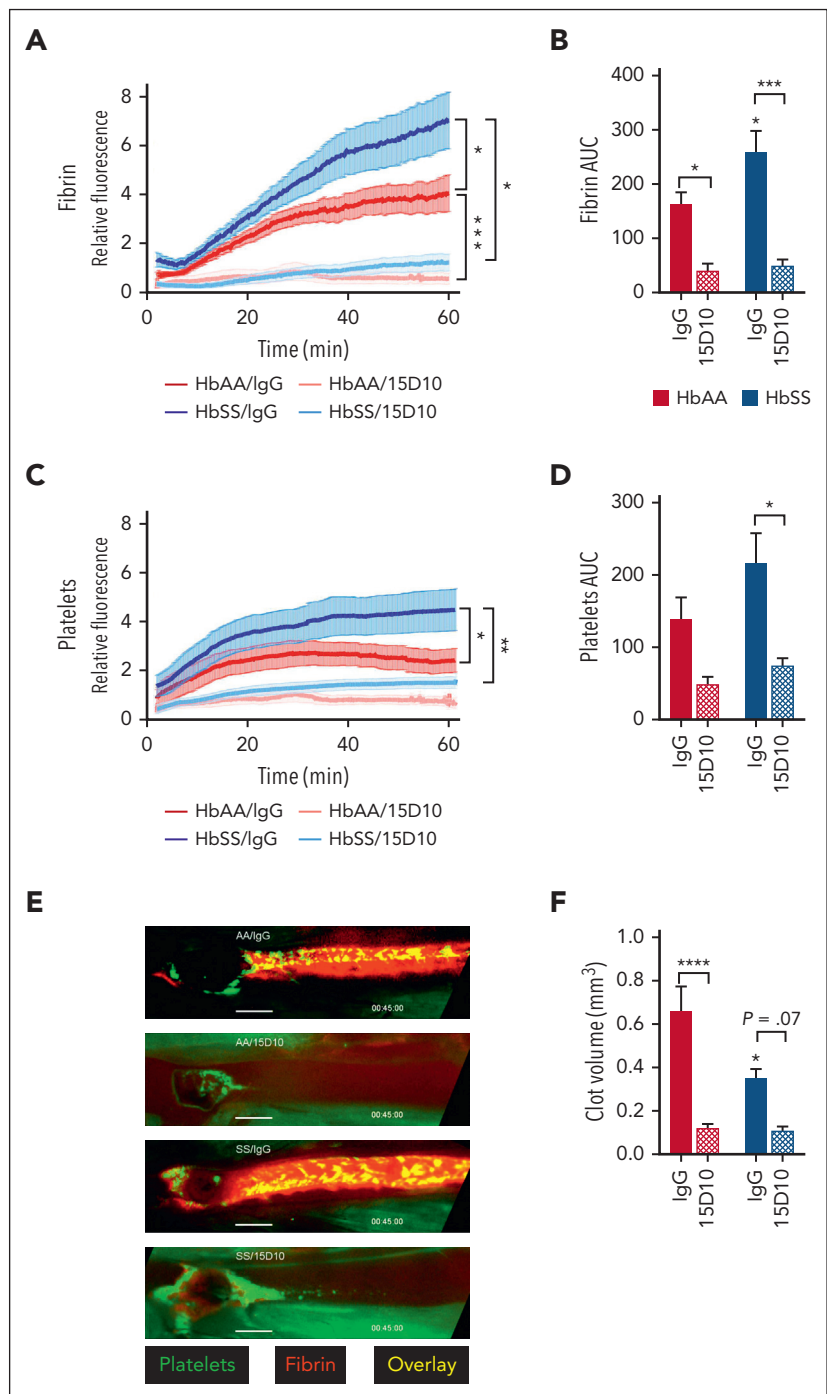 A
Fibrin
Relative fluorescence
8
6
4
2
0
0
20
40
60
Time (min)
*
***
*
HbAA/IgG
HbAA/15D10
HbSS/IgG
HbSS/15D10
B
Fibrin AUC
400
300
200
100
0
*
*
***
IgG
15D10
IgG
15D10
HbAA
HbSS
C
Platelets
Relative fluorescence
8
6
4
2
0
0
20
40
60
Time (min)
*
**
HbAA/IgG
HbAA/15D10
HbSS/IgG
HbSS/15D10
D
Platelets AUC
300
200
100
0
*
IgG
15D10
IgG
15D10
E
AA/IgG
00:45:00
AA/15D10
00:45:00
SS/IgG
00:45:00
SS/15D10
00:45:00
Platelets
Fibrin
Overlay
F
Clot volume (mm³)
1.0
0.8
0.6
0.4
0.2
0.0
****
P = .07
*
IgG
15D10
IgG
15D10